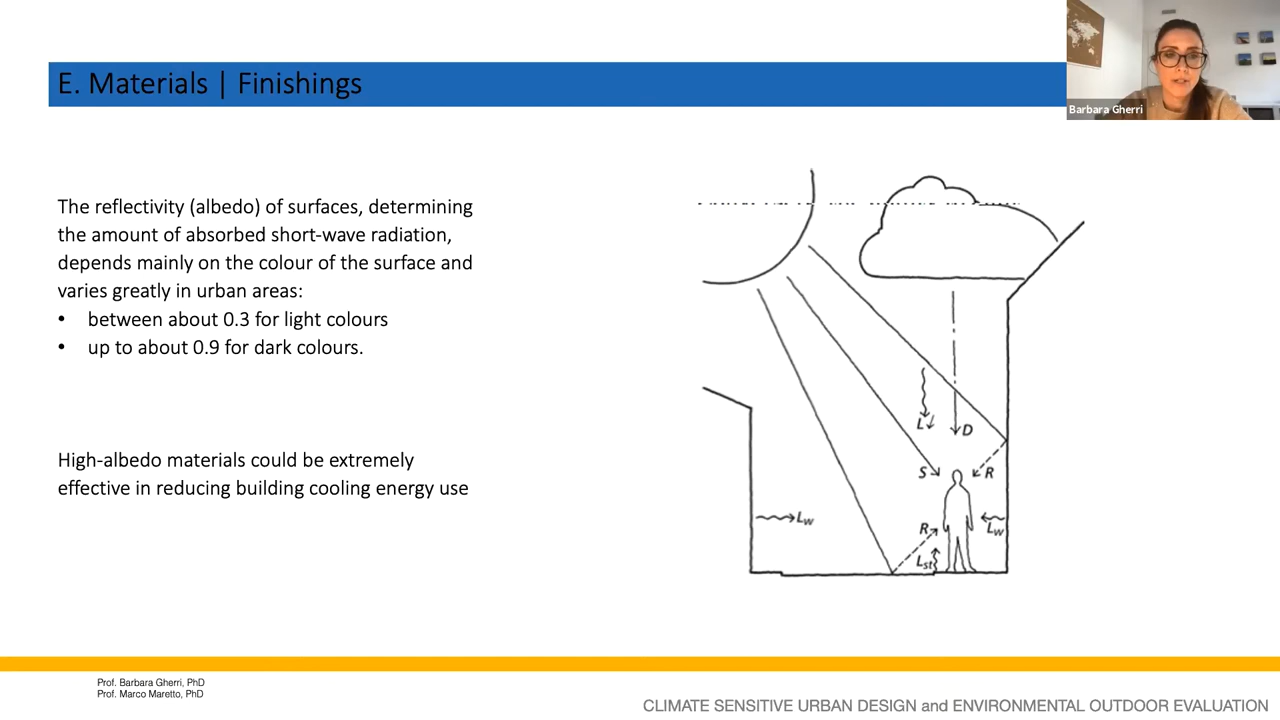 E. Materials | Finishings
Barbara Gherri
The reflectivity (albedo) of surfaces, determining
the amount of absorbed short-wave radiation,
depends mainly on the colour of the surface and
varies greatly in urban areas:
• between about 0.3 for light colours
• up to about 0.9 for dark colours.
High-albedo materials could be extremely
effective in reducing building cooling energy use
L↓
D
S
R
Lw
R
Lw
Lst
Prof. Barbara Gherri, PhD
Prof. Marco Maretto, PhD
CLIMATE SENSITIVE URBAN DESIGN and ENVIRONMENTAL OUTDOOR EVALUATION